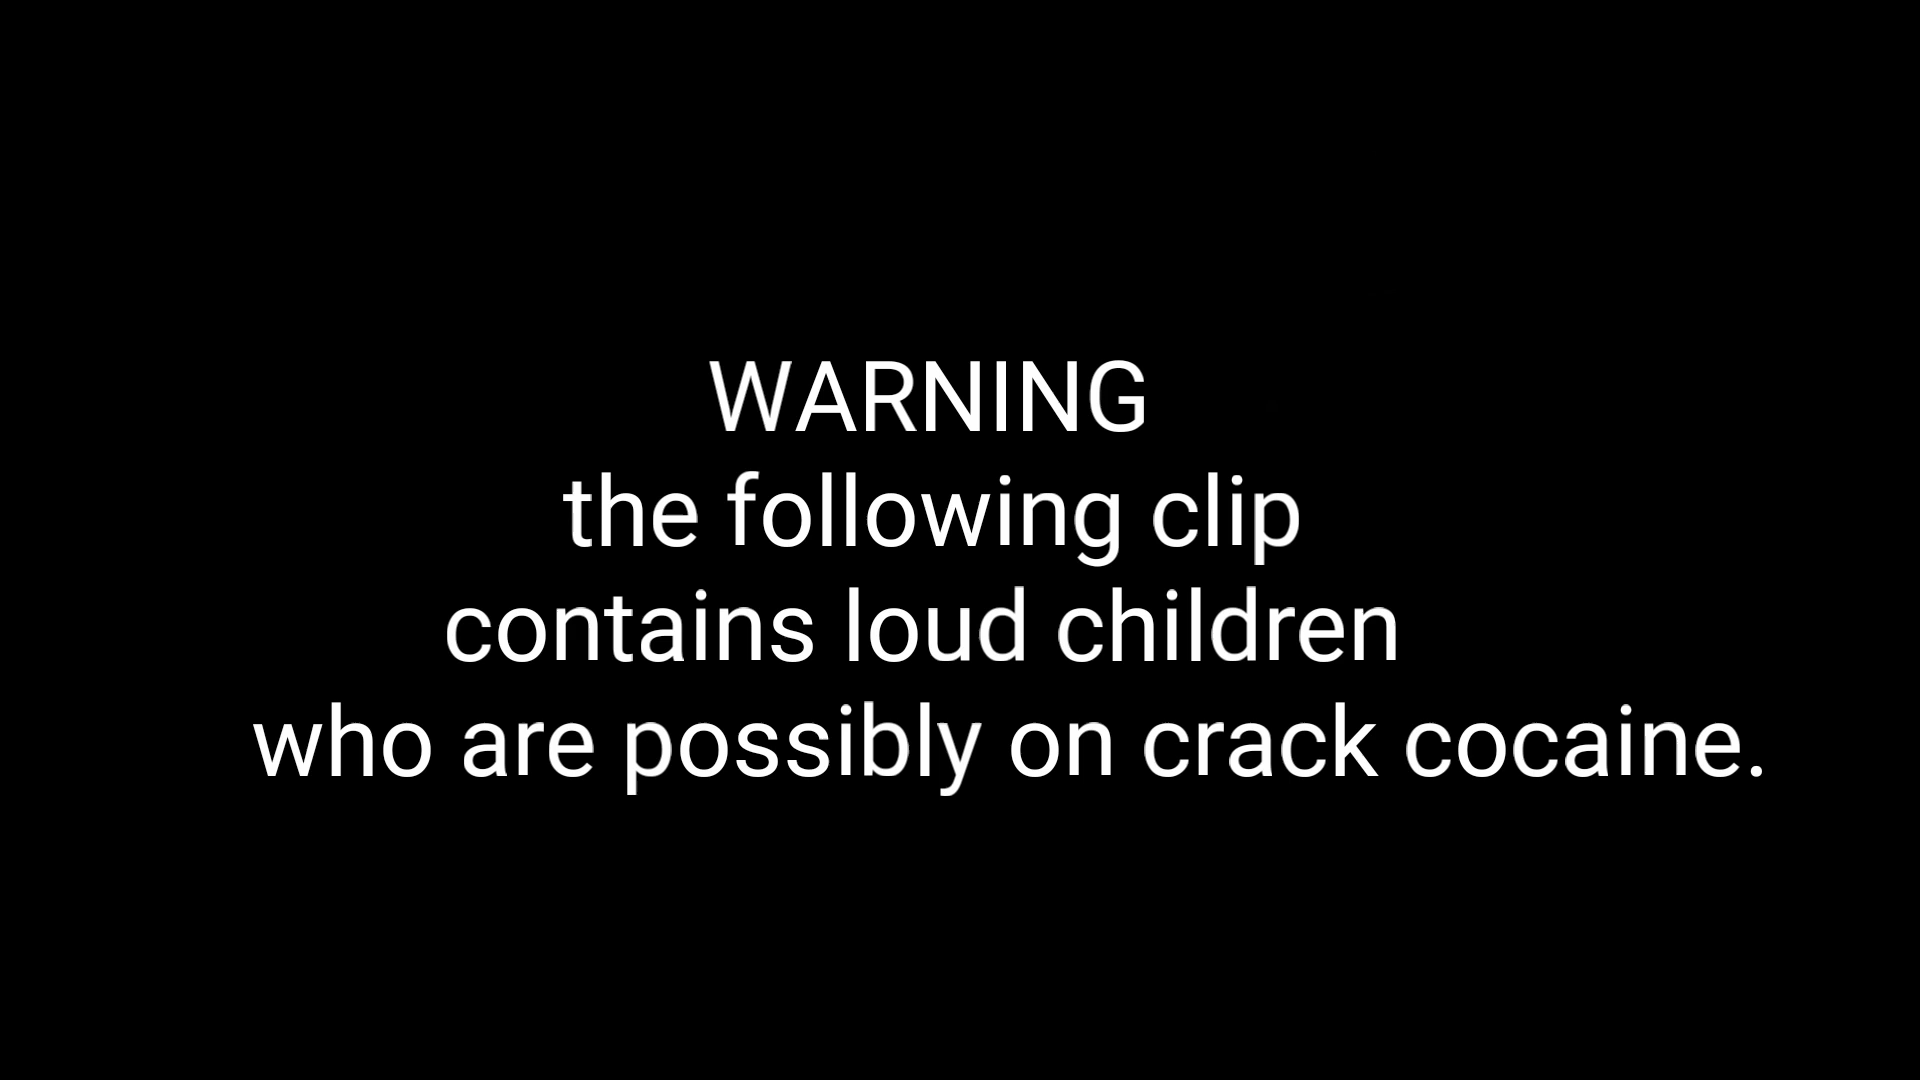 WARNING
the following clip
contains loud children
who are possibly on crack cocaine.